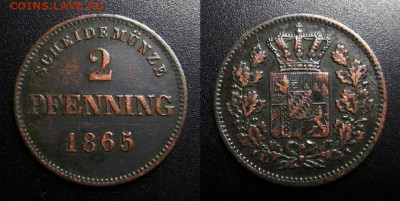 COINS.LAVE.RU
SCHEIDEMÜNZE
2
PFENNING
1865